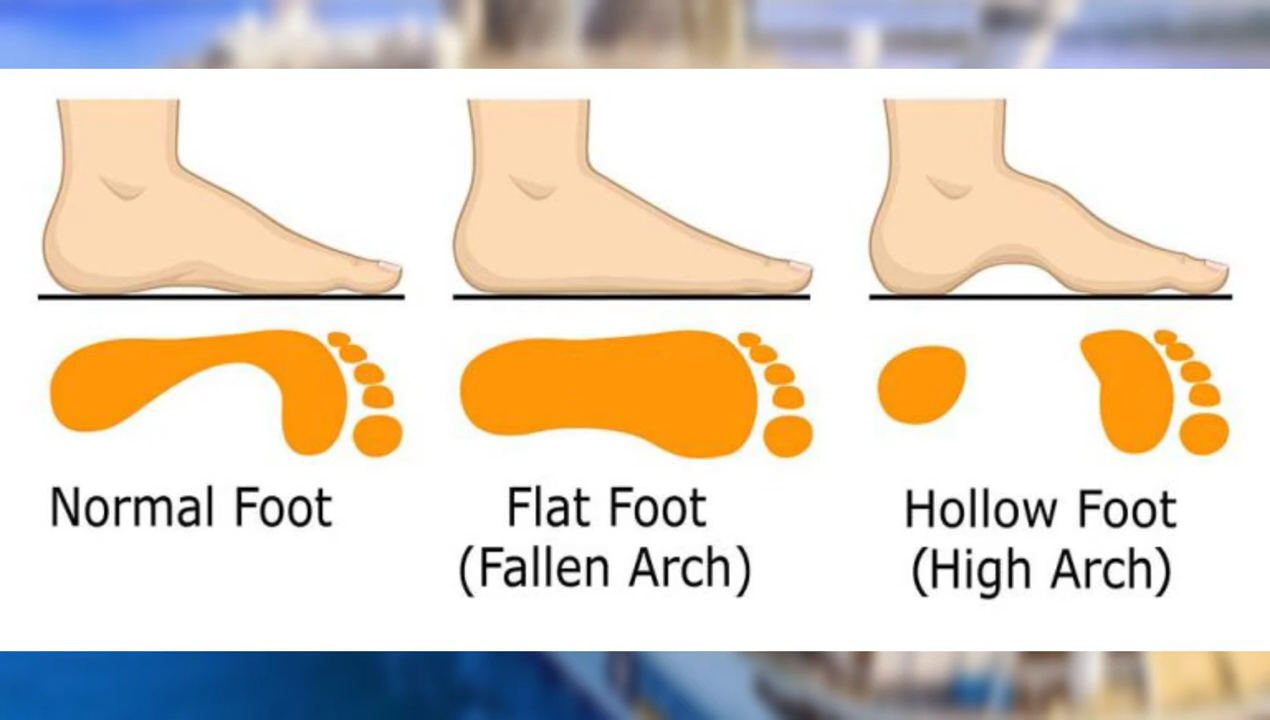 Normal Foot
Flat Foot
(Fallen Arch)
Hollow Foot
(High Arch)